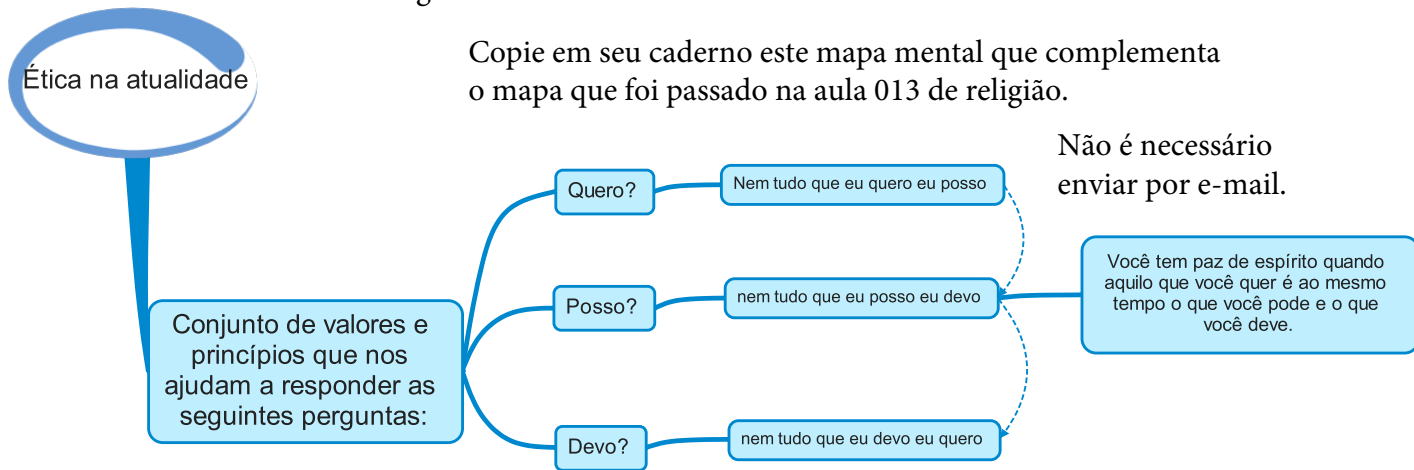 Copie em seu caderno este mapa mental que complementa
o mapa que foi passado na aula 013 de religião.
Ética na atualidade
Não é necessário
enviar por e-mail.
Conjunto de valores e
princípios que nos
ajudam a responder as
seguintes perguntas:
Quero?
Nem tudo que eu quero eu posso
Posso?
nem tudo que eu posso eu devo
Devo?
nem tudo que eu devo eu quero
Você tem paz de espírito quando
aquilo que você quer é ao mesmo
tempo o que você pode e o que
você deve.